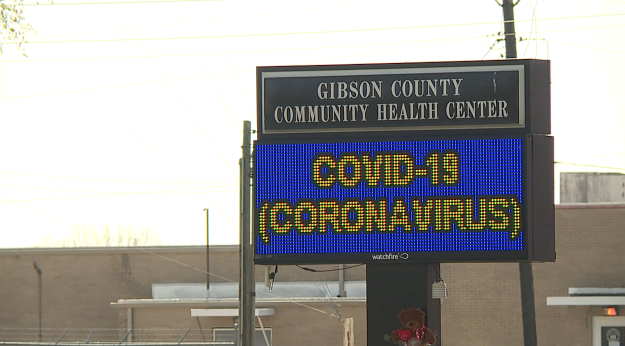 GIBSON COUNTY
COMMUNITY HEALTH CENTER
COVID-19
(CORONAVIRUS)
watchfire